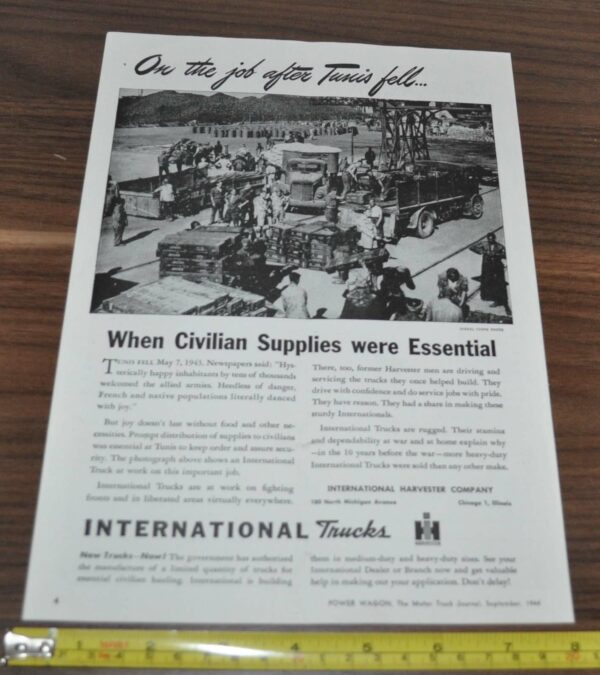 On the job after Tunis fell...
SIGNAL CORPS PHOTO
When Civilian Supplies were Essential
TUNIS FELL May 7, 1943. Newspapers said: "Hys-
terically happy inhabitants by tens of thousands
welcomed the allied armies. Heedless of danger,
French and native populations literally danced
with joy."
But joy doesn't last without food and other ne-
cessities. Prompt distribution of supplies to civilians
was essential at Tunis to keep order and assure secu-
rity. The photograph above shows an International
Truck at work on this important job.
International Trucks are at work on fighting
fronts and in liberated areas virtually everywhere.
There, too, former Harvester men are driving and
servicing the trucks they once helped build. They
drive with confidence and do service jobs with pride.
They have reason. They had a share in making these
sturdy Internationals.
International Trucks are rugged. Their stamina
and dependability at war and at home explain why
—in the 10 years before the war—more heavy-duty
International Trucks were sold than any other make.
INTERNATIONAL HARVESTER COMPANY
180 North Michigan Avenue Chicago 1, Illinois
INTERNATIONAL Trucks
IH
HARVESTER
New Trucks—Now! The government has authorized
the manufacture of a limited quantity of trucks for
essential civilian hauling. International is building
them in medium-duty and heavy-duty sizes. See your
International Dealer or Branch now and get valuable
help in making out your application. Don't delay!
4
POWER WAGON, The Motor Truck Journal, September, 1944
1 2 3 4 5 6 7 8